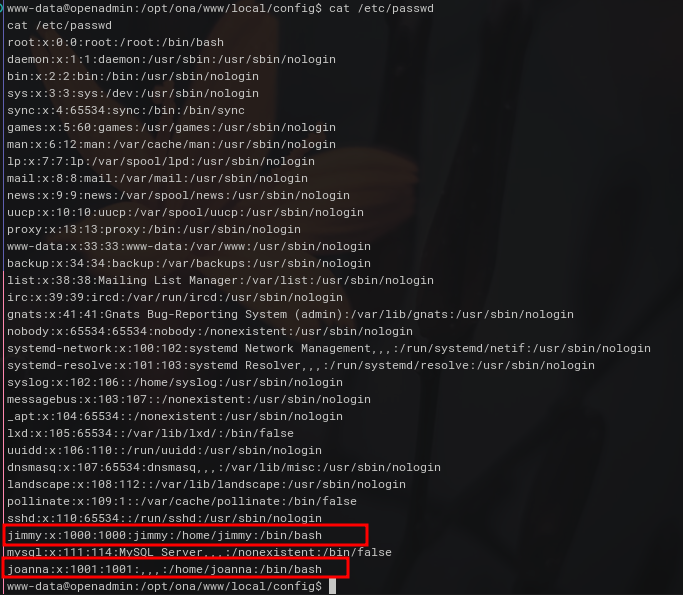 www-data@openadmin:/opt/ona/www/local/config$ cat /etc/passwd
cat /etc/passwd
root:x:0:0:root:/root:/bin/bash
daemon:x:1:1:daemon:/usr/sbin:/usr/sbin/nologin
bin:x:2:2:bin:/bin:/usr/sbin/nologin
sys:x:3:3:sys:/dev:/usr/sbin/nologin
sync:x:4:65534:sync:/bin:/bin/sync
games:x:5:60:games:/usr/games:/usr/sbin/nologin
man:x:6:12:man:/var/cache/man:/usr/sbin/nologin
lp:x:7:7:lp:/var/spool/lpd:/usr/sbin/nologin
mail:x:8:8:mail:/var/mail:/usr/sbin/nologin
news:x:9:9:news:/var/spool/news:/usr/sbin/nologin
uucp:x:10:10:uucp:/var/spool/uucp:/usr/sbin/nologin
proxy:x:13:13:proxy:/bin:/usr/sbin/nologin
www-data:x:33:33:www-data:/var/www:/usr/sbin/nologin
backup:x:34:34:backup:/var/backups:/usr/sbin/nologin
list:x:38:38:Mailing List Manager:/var/list:/usr/sbin/nologin
irc:x:39:39:ircd:/var/run/ircd:/usr/sbin/nologin
gnats:x:41:41:Gnats Bug-Reporting System (admin):/var/lib/gnats:/usr/sbin/nologin
nobody:x:65534:65534:nobody:/nonexistent:/usr/sbin/nologin
systemd-network:x:100:102:systemd Network Management,,,:/run/systemd/netif:/usr/sbin/nologin
systemd-resolve:x:101:103:systemd Resolver,,,:/run/systemd/resolve:/usr/sbin/nologin
syslog:x:102:106::/home/syslog:/usr/sbin/nologin
messagebus:x:103:107::/nonexistent:/usr/sbin/nologin
_apt:x:104:65534::/nonexistent:/usr/sbin/nologin
lxd:x:105:65534::/var/lib/lxd/:/bin/false
uuidd:x:106:110::/run/uuidd:/usr/sbin/nologin
dnsmasq:x:107:65534:dnsmasq,,,:/var/lib/misc:/usr/sbin/nologin
landscape:x:108:112::/var/lib/landscape:/usr/sbin/nologin
pollinate:x:109:1::/var/cache/pollinate:/bin/false
sshd:x:110:65534::/run/sshd:/usr/sbin/nologin
jimmy:x:1000:1000:jimmy:/home/jimmy:/bin/bash
mysql:x:111:114:MySQL Server,,,:/nonexistent:/bin/false
joanna:x:1001:1001:,,,:/home/joanna:/bin/bash
www-data@openadmin:/opt/ona/www/local/config$